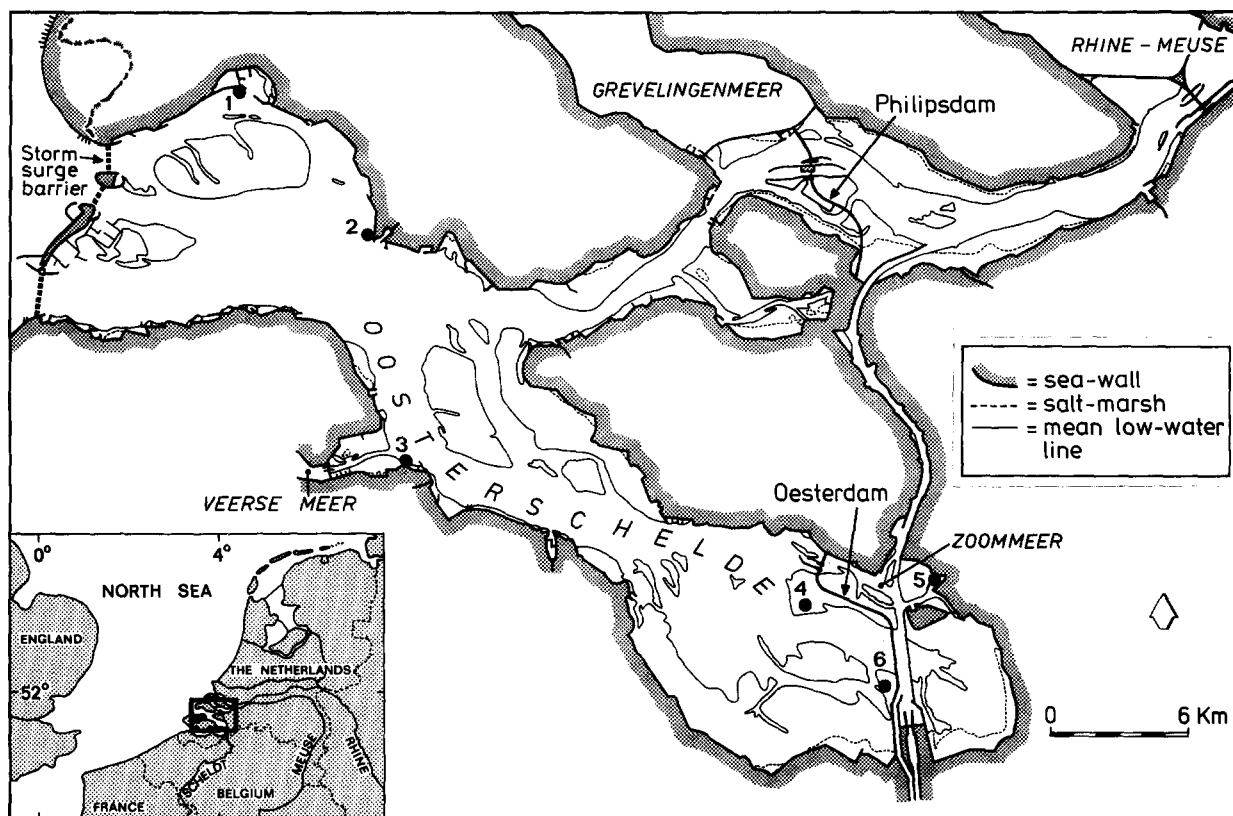 RHINE - MEUSE
GREVELINGENMEER
Philipsdam
1
Storm
surge
barrier
2
= sea-wall
= salt-marsh
= mean low-water
line
OOSTERSCHELDE
3
VEERSE MEER
Oesterdam
ZOOMMEER
4
5
6
0 6 Km
0° 4°
NORTH SEA
ENGLAND
THE NETHERLANDS
52°
SCHELDT
MEUSE
RHINE
BELGIUM
FRANCE